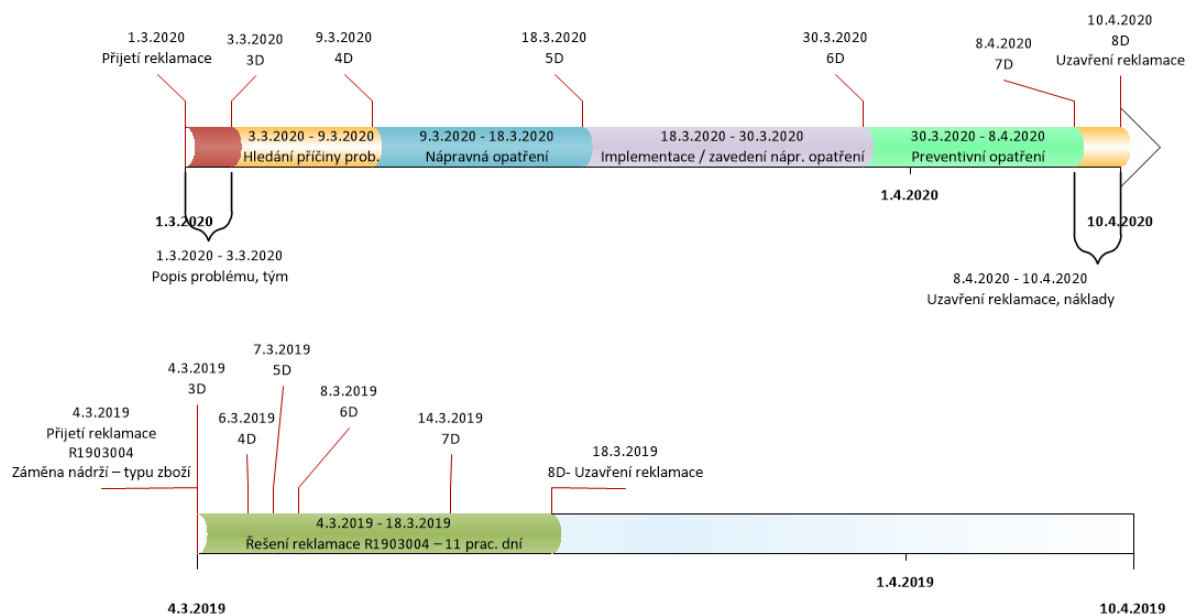 1.3.2020
Přijetí reklamace
3.3.2020
3D
9.3.2020
4D
18.3.2020
5D
30.3.2020
6D
8.4.2020
7D
10.4.2020
8D
Uzavření reklamace
3.3.2020 - 9.3.2020
Hledání příčiny prob.
9.3.2020 - 18.3.2020
Nápravná opatření
18.3.2020 - 30.3.2020
Implementace / zavedení nápr. opatření
30.3.2020 - 8.4.2020
Preventivní opatření
1.3.2020
1.4.2020
10.4.2020
1.3.2020 - 3.3.2020
Popis problému, tým
8.4.2020 - 10.4.2020
Uzavření reklamace, náklady
4.3.2019
Přijetí reklamace
R1903004
Záměna nádrží – typu zboží
4.3.2019
3D
6.3.2019
4D
7.3.2019
5D
8.3.2019
6D
14.3.2019
7D
18.3.2019
8D- Uzavření reklamace
4.3.2019 - 18.3.2019
Řešení reklamace R1903004 – 11 prac. dní
4.3.2019
1.4.2019
10.4.2019